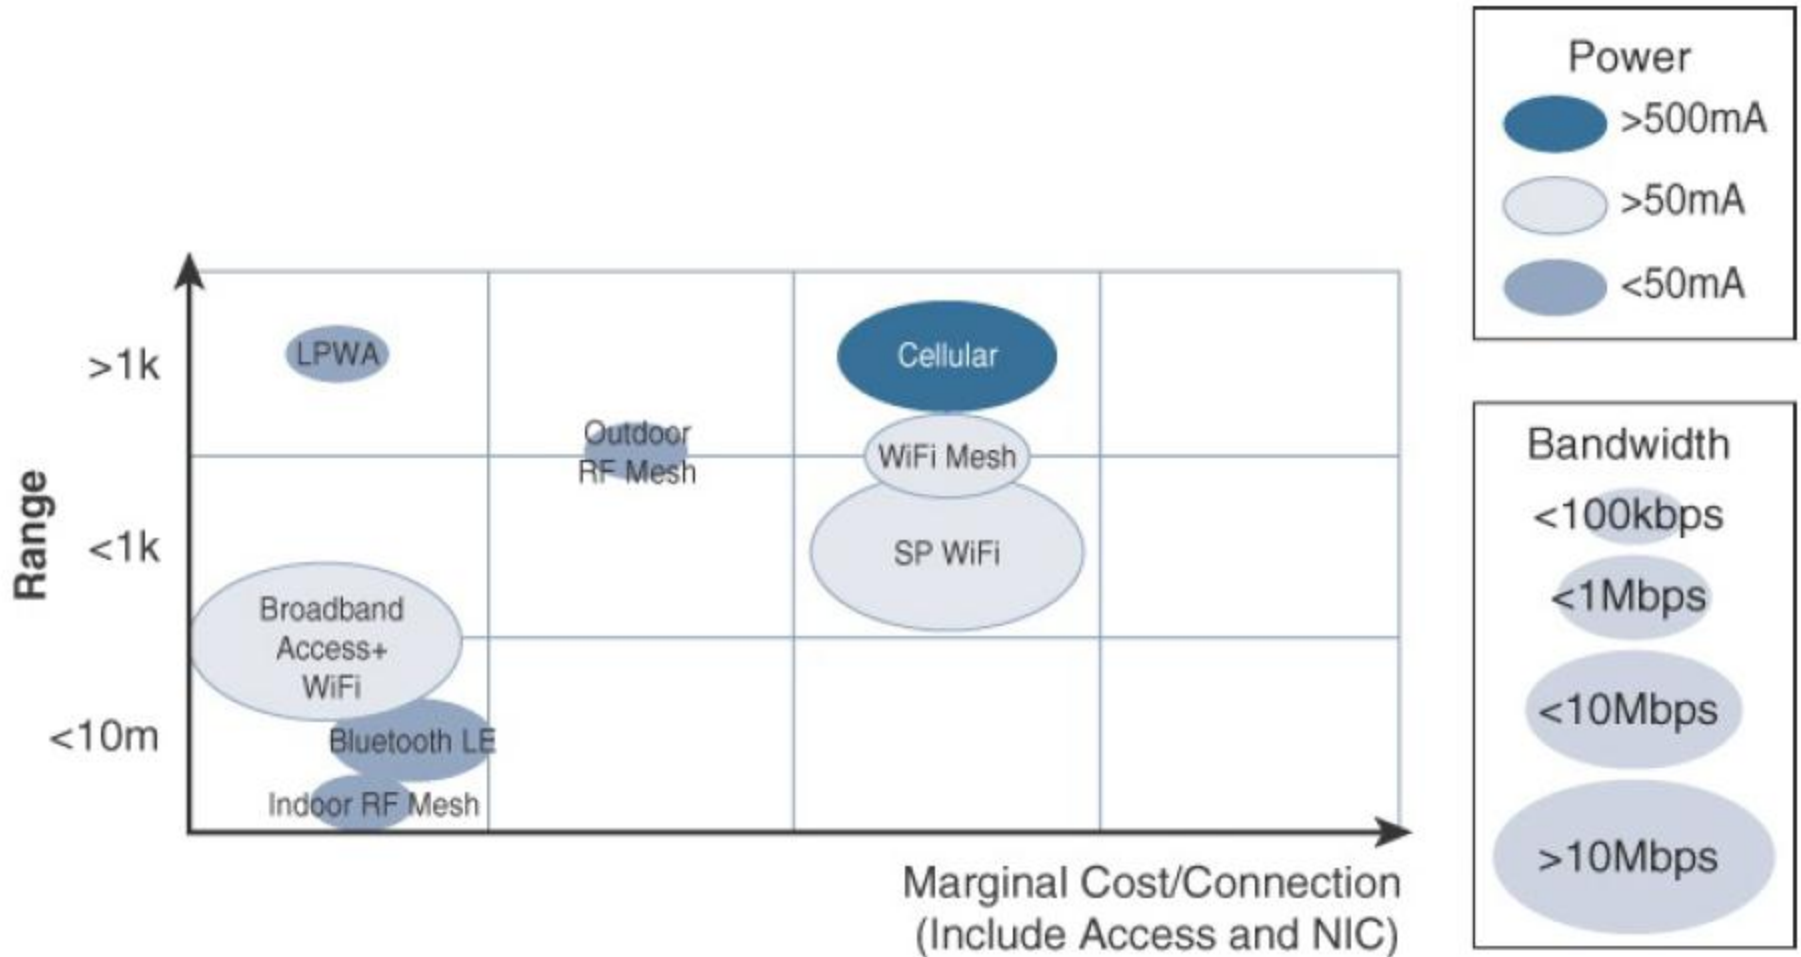 Power
>500mA
>50mA
<50mA
LPWA
Cellular
>1k
Outdoor
RF Mesh
WiFi Mesh
Bandwidth
<100kbps
Range
<1k
SP WiFi
<1Mbps
Broadband
Access+
WiFi
<10Mbps
<10m
Bluetooth LE
Indoor RF Mesh
>10Mbps
Marginal Cost/Connection
(Include Access and NIC)